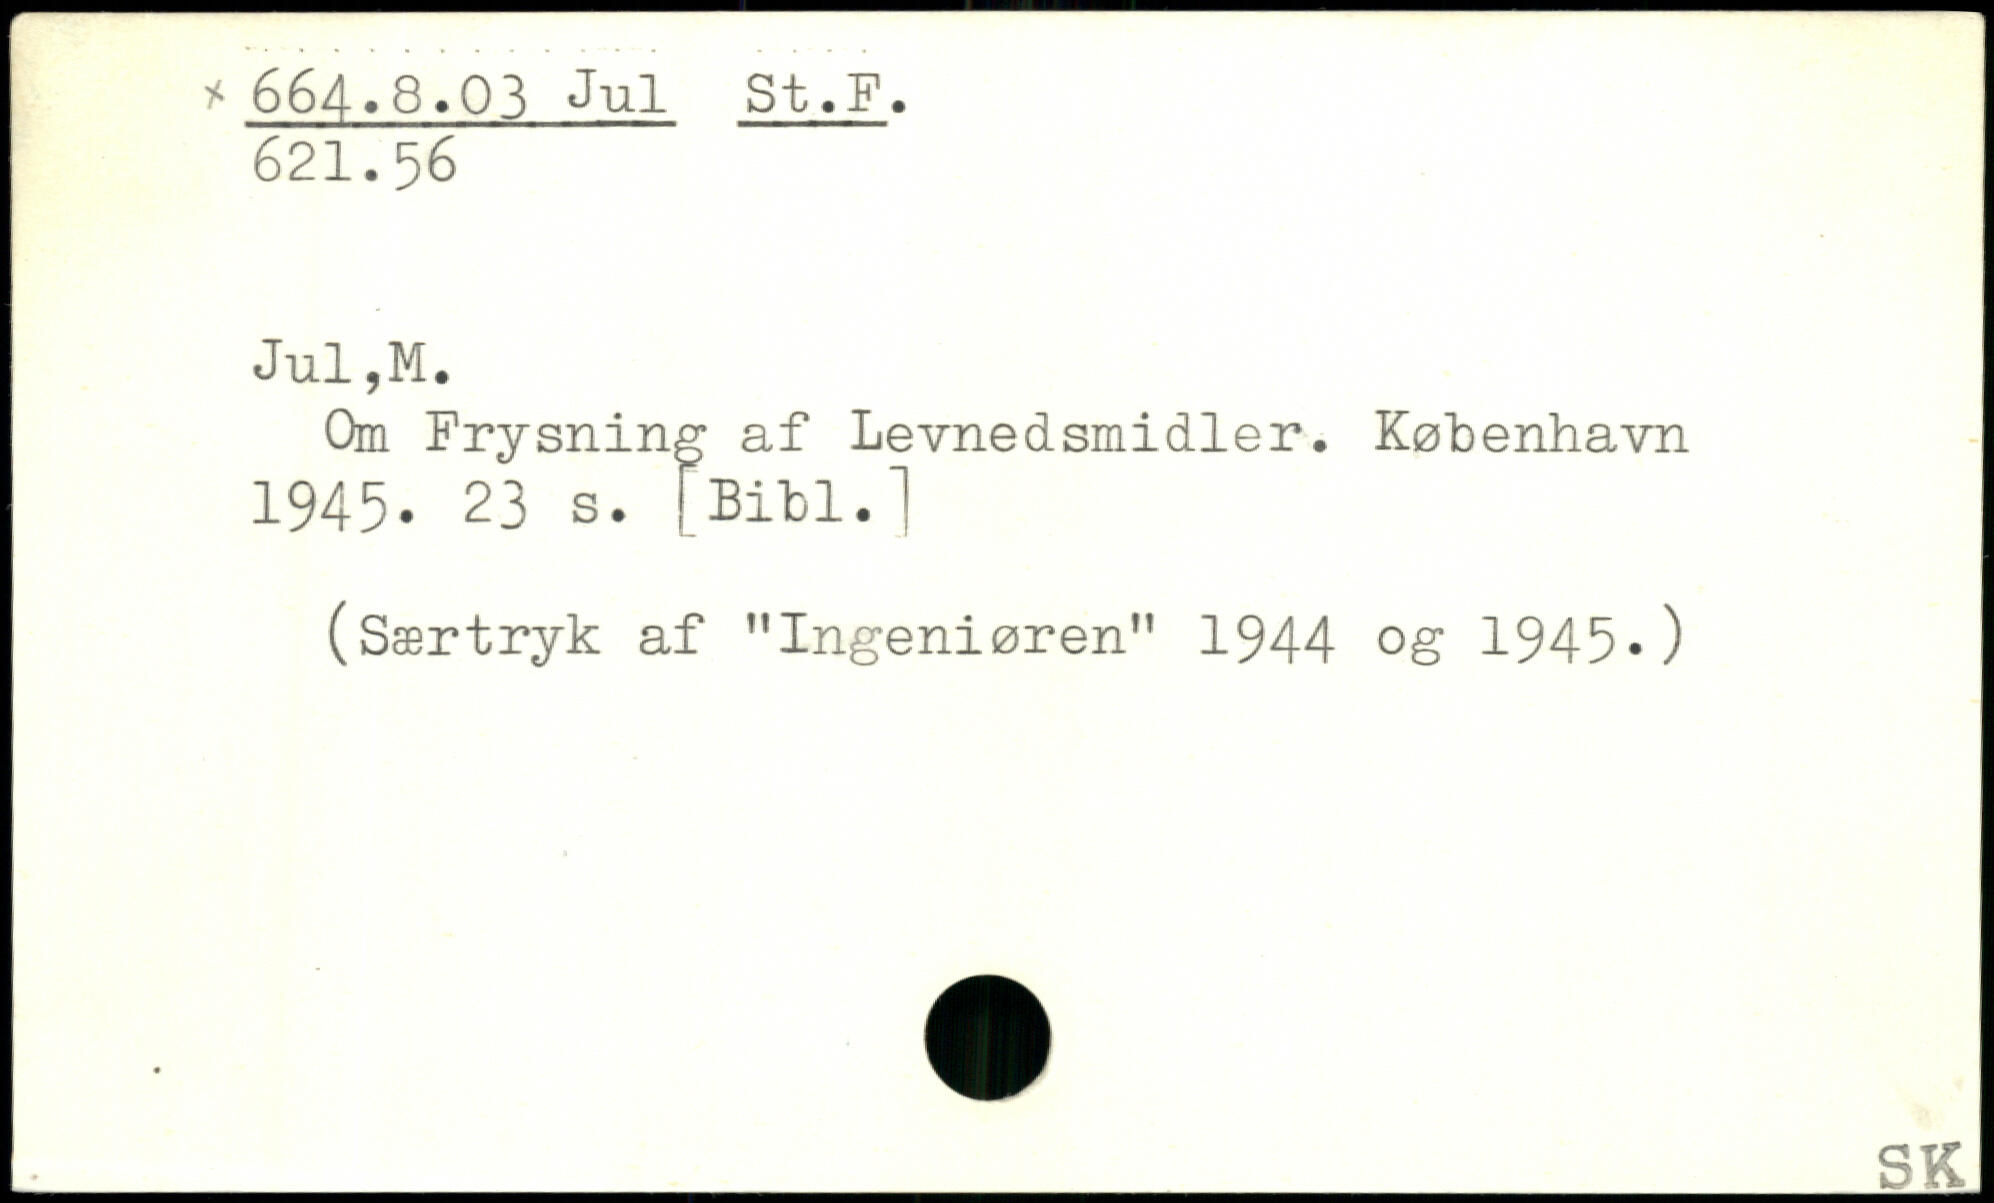 × 664.8.03 Jul St.F.
621.56
Jul,M.
Om Frysning af Levnedsmidler. København
1945. 23 s. [Bibl.]
(Særtryk af "Ingeniøren" 1944 og 1945.)
SK